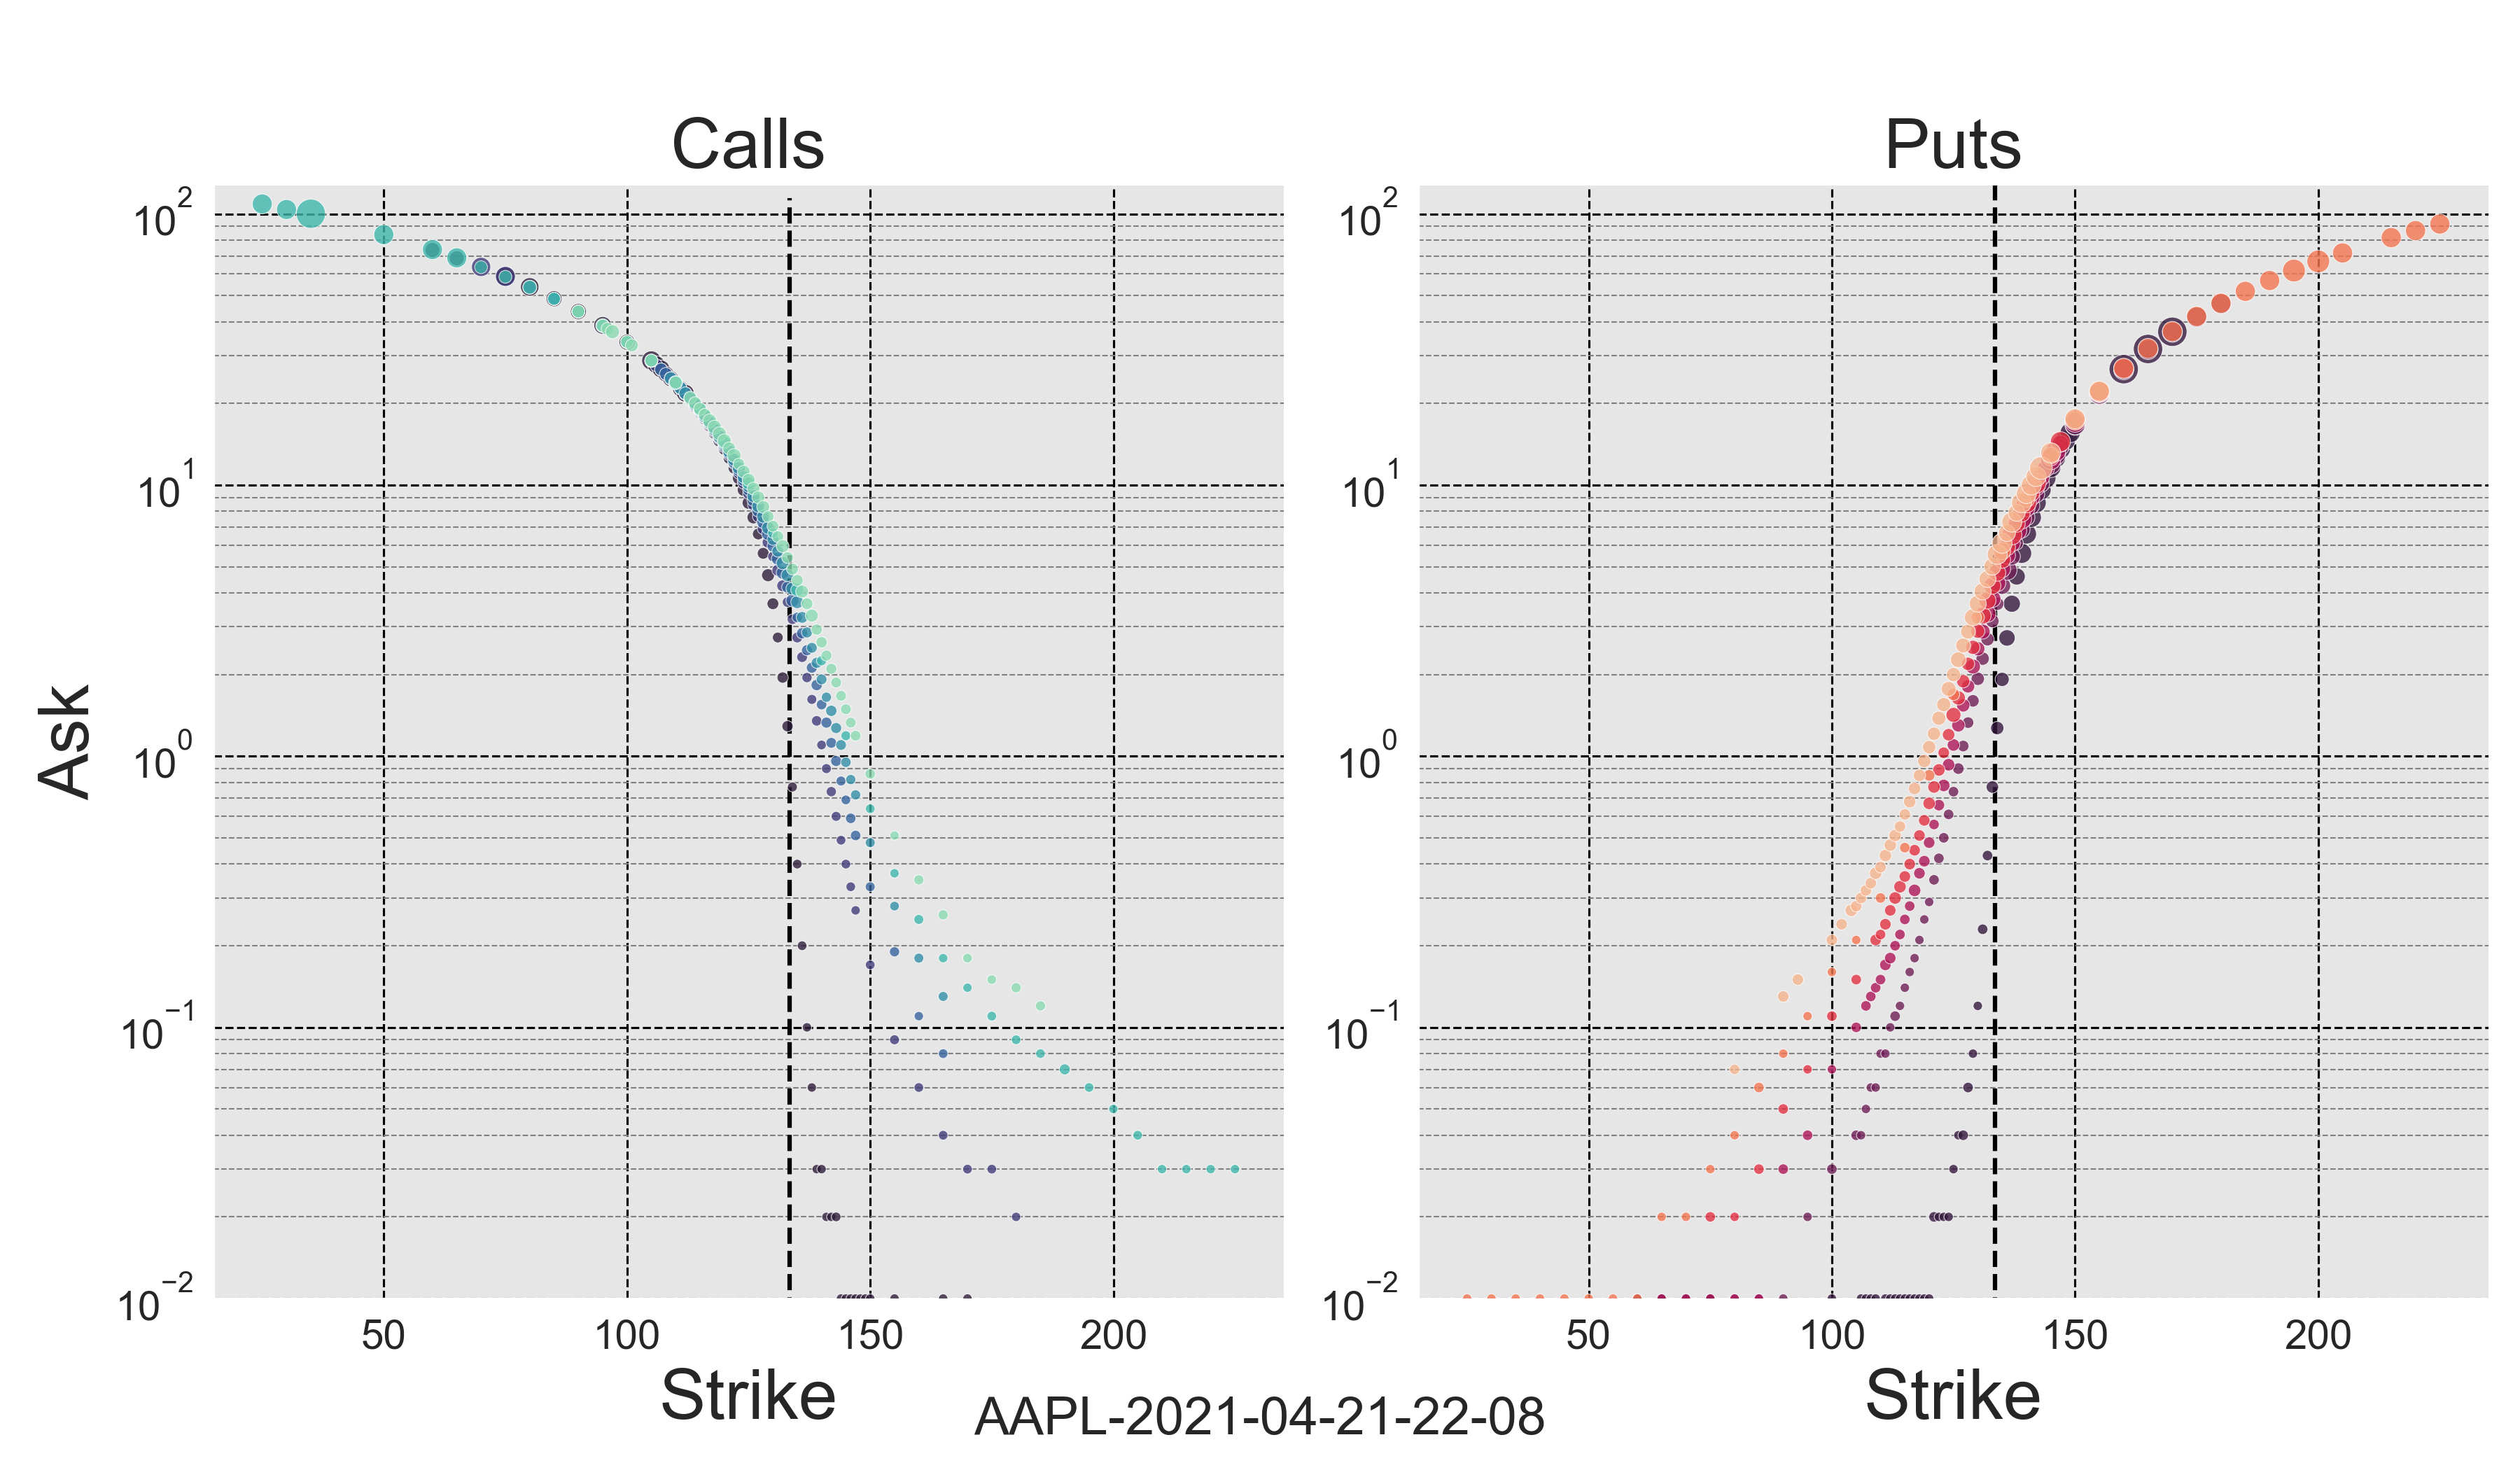 Calls Puts
10^2 10^2
10^1 10^1
10^0 10^0
10^−1 10^−1
10^−2 10^−2
Ask
50 100 150 200 50 100 150 200
Strike Strike
AAPL-2021-04-21-22-08